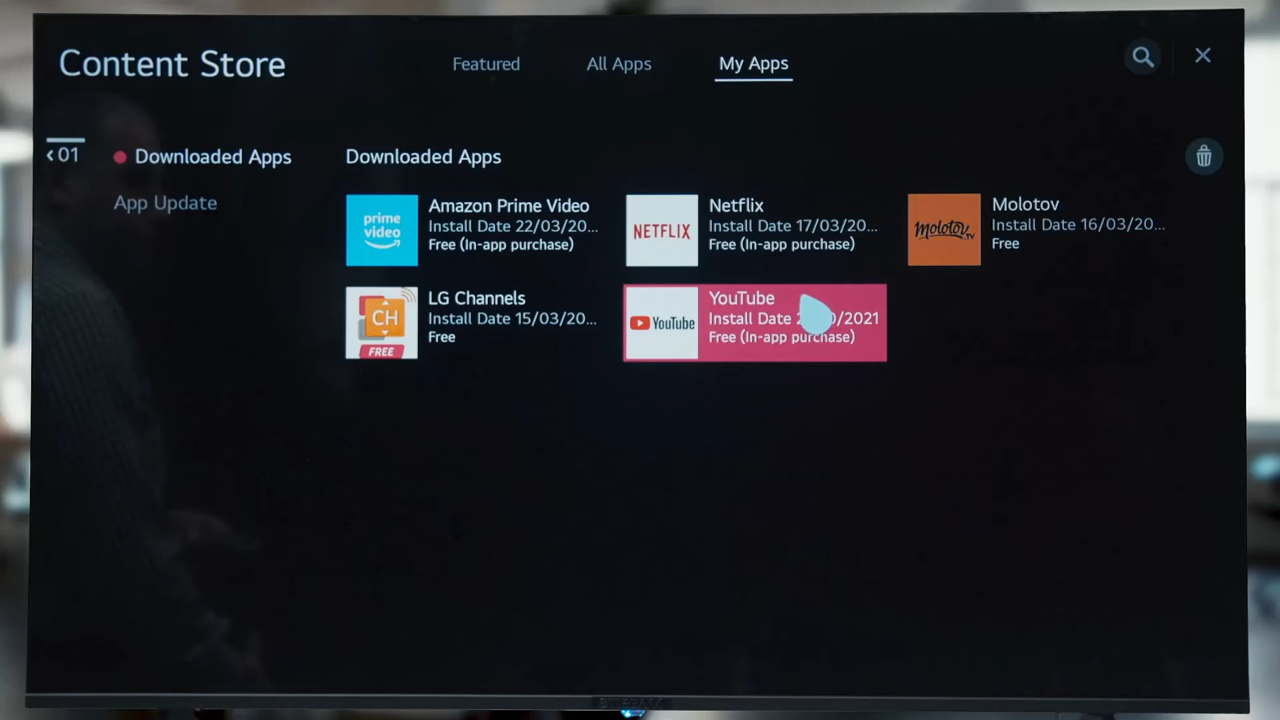 Content Store
Featured
All Apps
My Apps
01
Downloaded Apps
App Update
Downloaded Apps
prime
video
Amazon Prime Video
Install Date 22/03/20...
Free (In-app purchase)
NETFLIX
Netflix
Install Date 17/03/20...
Free (In-app purchase)
Molotov.TV
Molotov
Install Date 16/03/20...
Free
CH
FREE
LG Channels
Install Date 15/03/20...
Free
YouTube
YouTube
Install Date /2021
Free (In-app purchase)